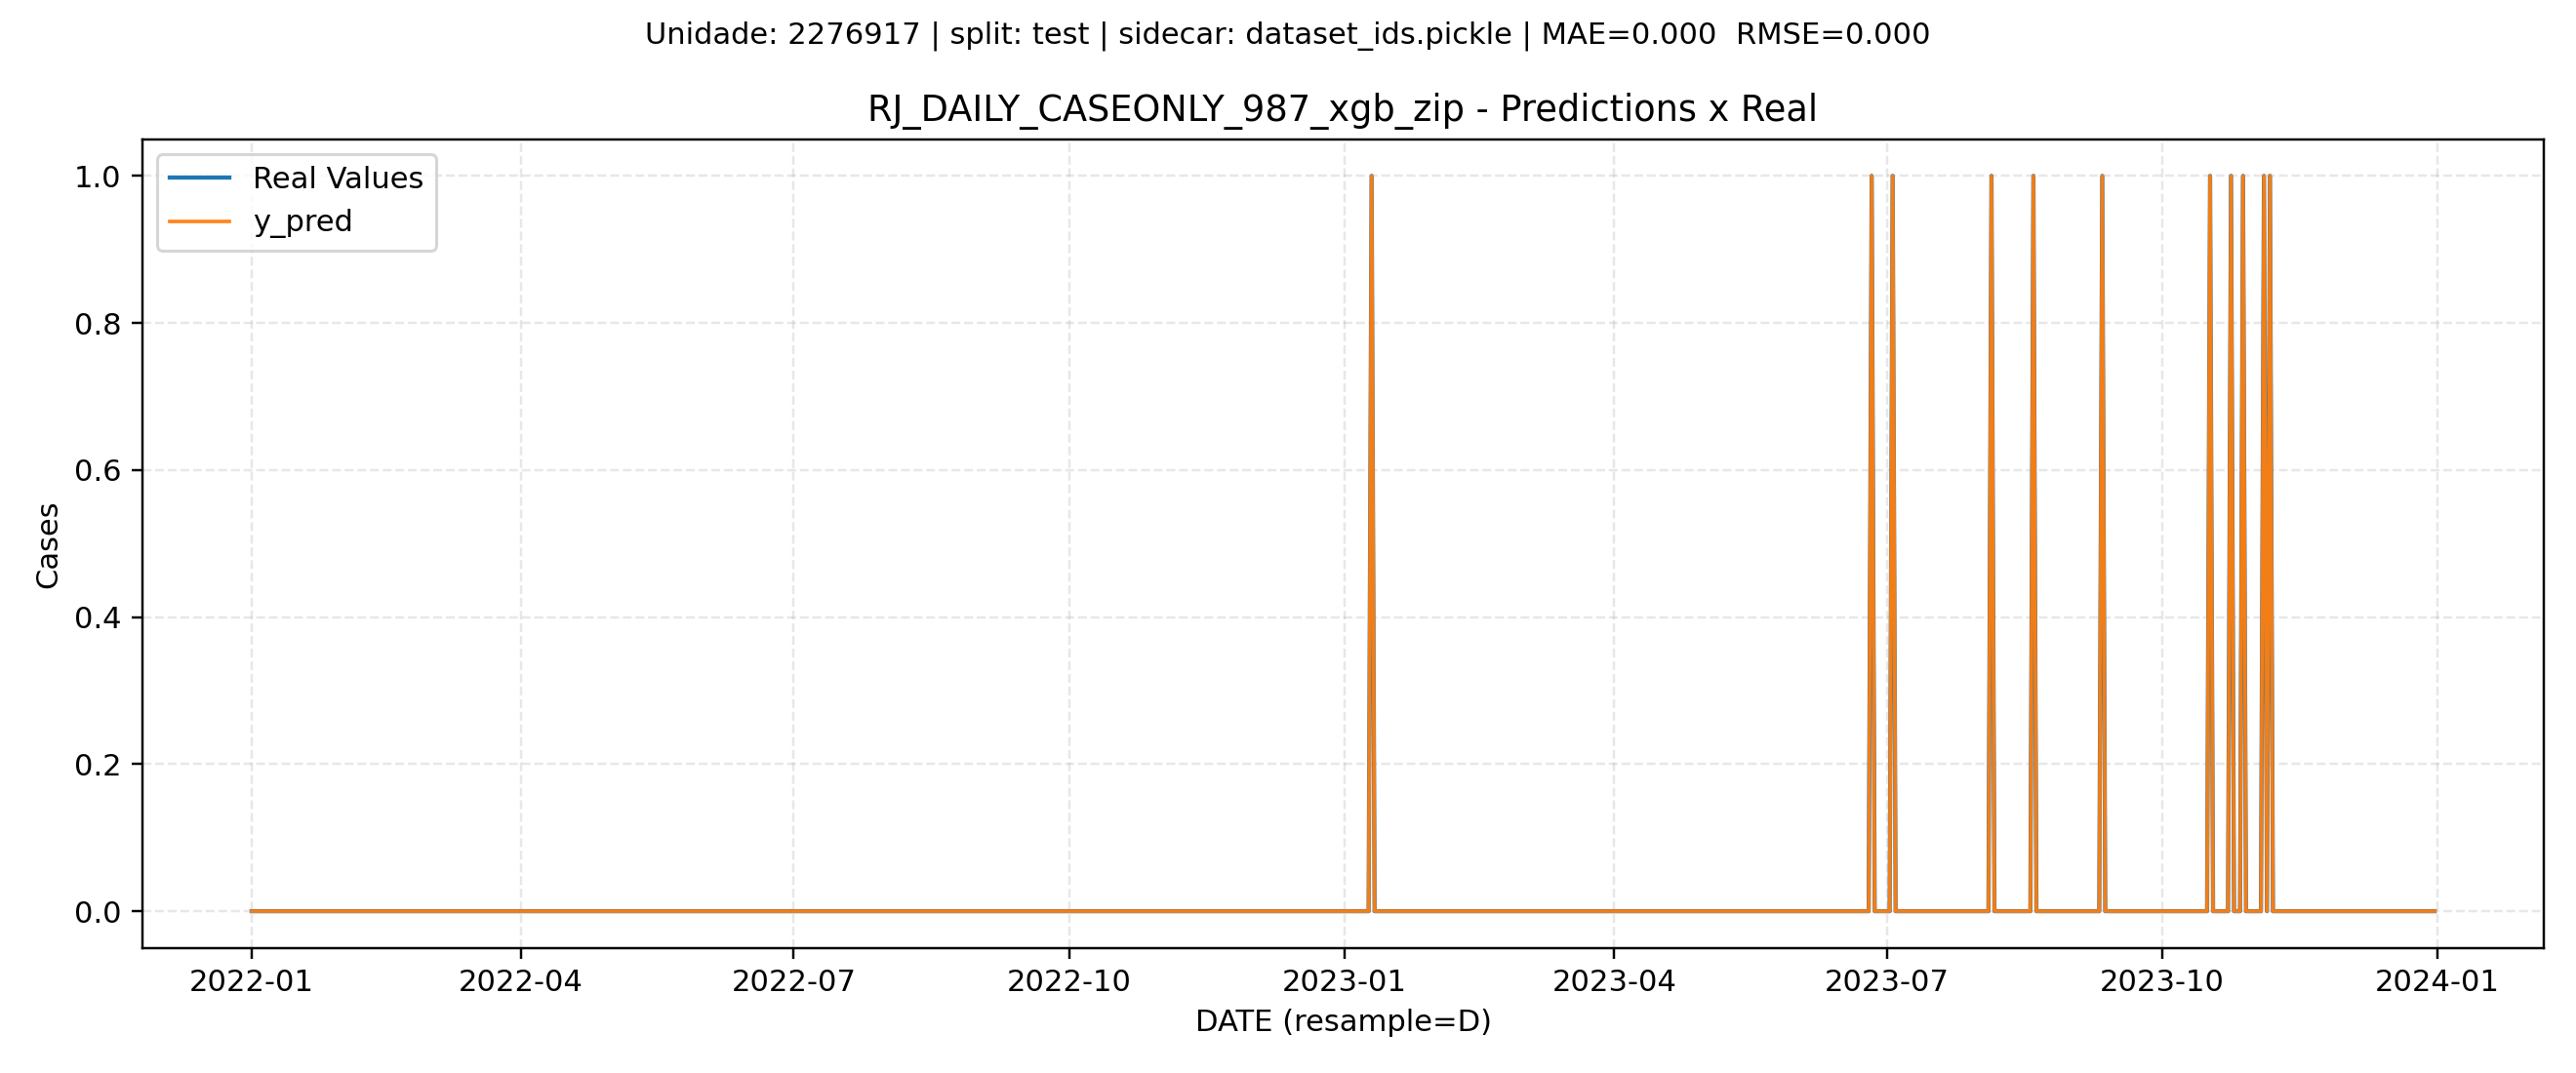 Unidade: 2276917 | split: test | sidecar: dataset_ids.pickle | MAE=0.000  RMSE=0.000
RJ_DAILY_CASEONLY_987_xgb_zip - Predictions x Real
Real Values
y_pred
1.0
0.8
0.6
0.4
0.2
0.0
Cases
2022-01 2022-04 2022-07 2022-10 2023-01 2023-04 2023-07 2023-10 2024-01
DATE (resample=D)